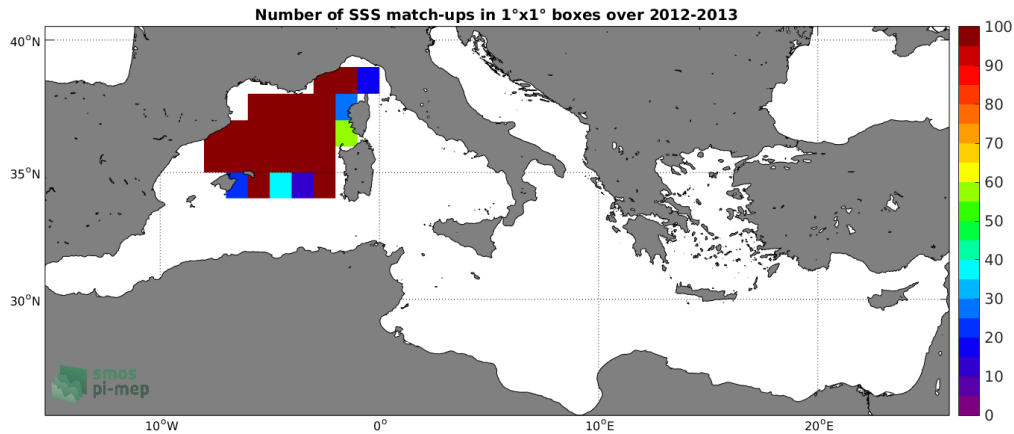 Number of SSS match-ups in 1°x1° boxes over 2012-2013
40°N
35°N
30°N
10°W
0°
10°E
20°E
100
90
80
70
60
50
40
30
20
10
0
smos
pi-mep